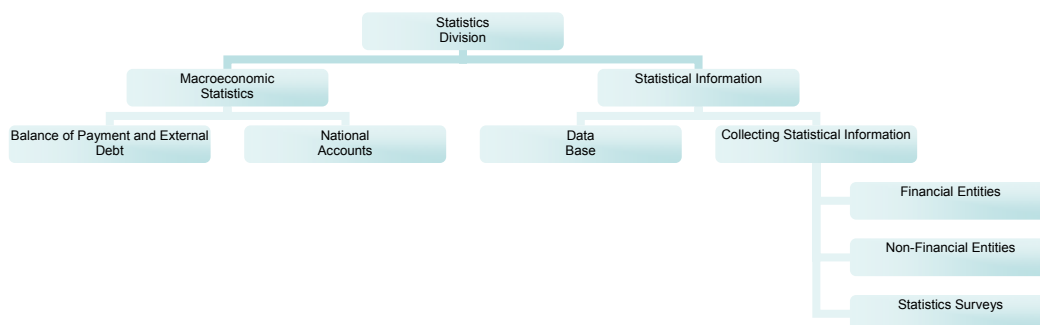 Statistics
Division
Macroeconomic
Statistics
Statistical Information
Balance of Payment and External
Debt
National
Accounts
Data
Base
Collecting Statistical Information
Financial Entities
Non-Financial Entities
Statistics Surveys